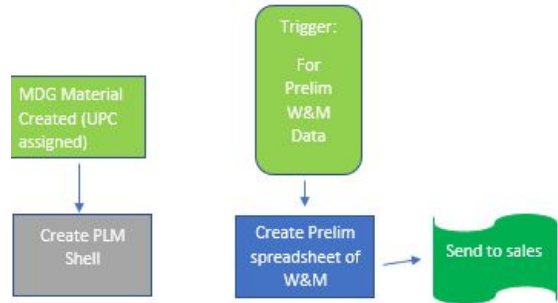 MDG Material
Created (UPC
assigned)
Create PLM
Shell
Trigger:
For
Prelim
W&M
Data
Create Prelim
spreadsheet of
W&M
Send to sales